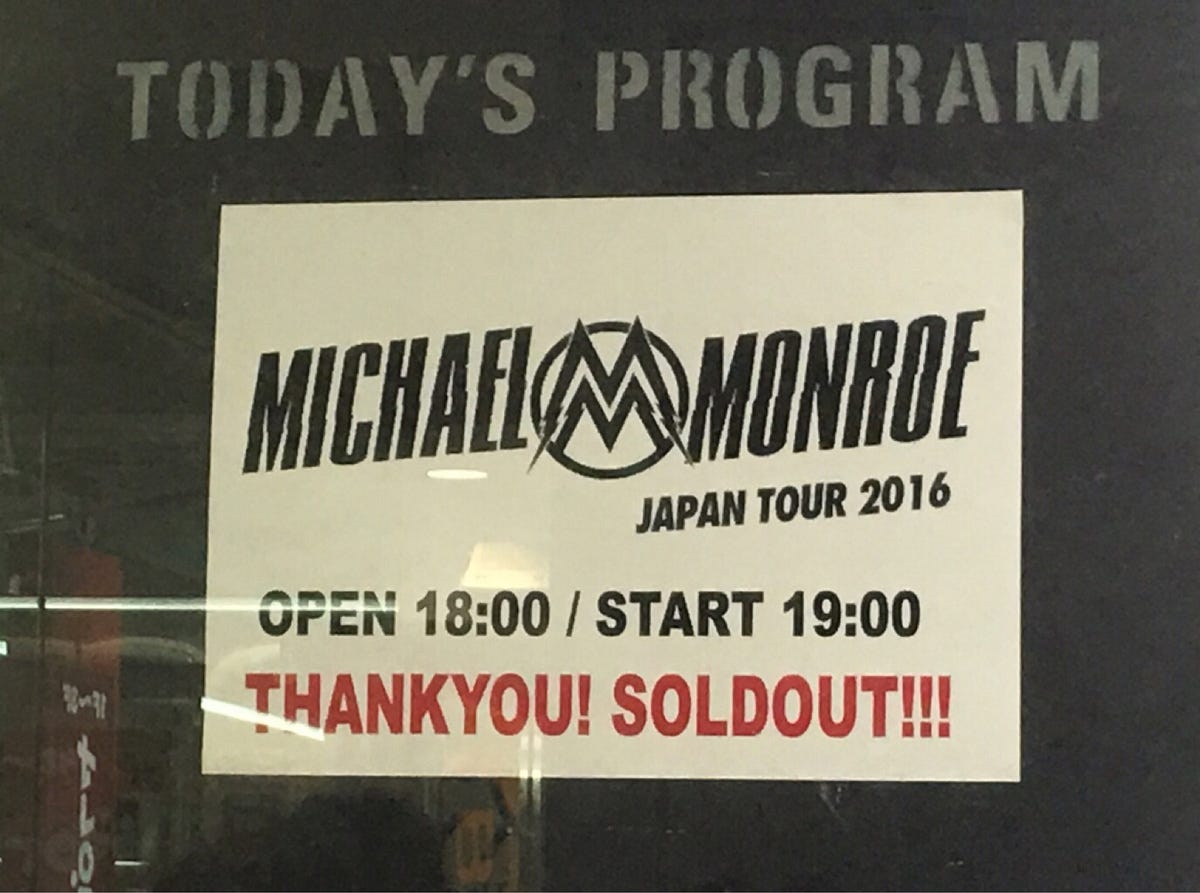 TODAY'S PROGRAM
MICHAEL MONROE
JAPAN TOUR 2016
OPEN 18:00 / START 19:00
THANKYOU! SOLDOUT!!!